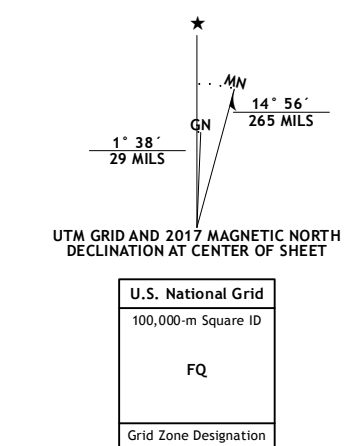 ★
MN
GN
14° 56´
265 MILS
1° 38´
29 MILS
UTM GRID AND 2017 MAGNETIC NORTH
DECLINATION AT CENTER OF SHEET
U.S. National Grid
100,000-m Square ID
FQ
Grid Zone Designation